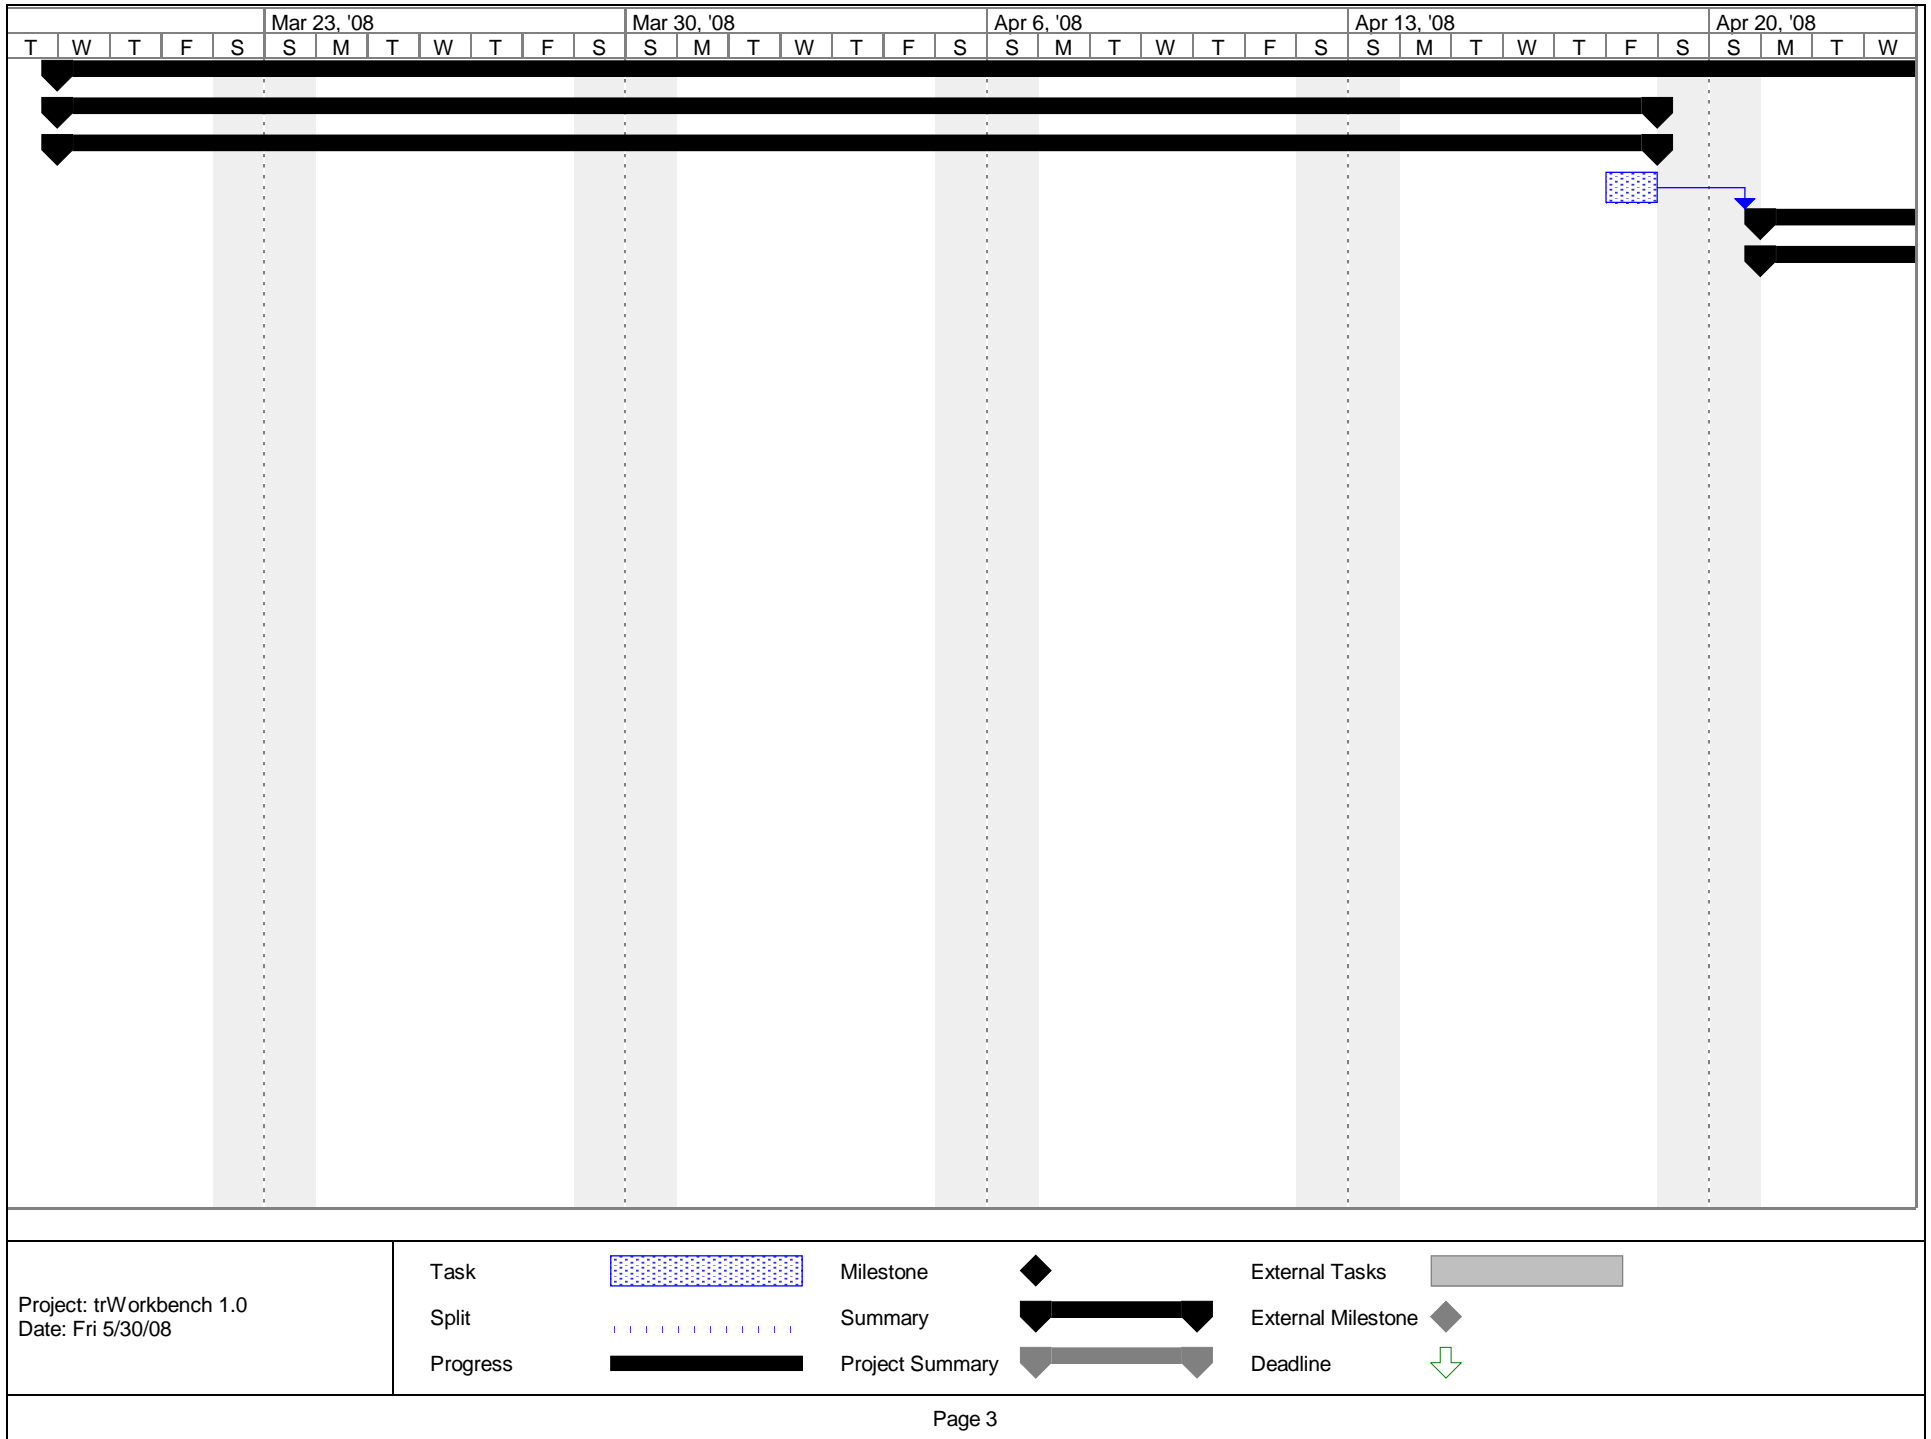 Mar 23, '08 Mar 30, '08 Apr 6, '08 Apr 13, '08 Apr 20, '08
T W T F S S M T W T F S S M T W T F S S M T W T F S S M T W T F S S M T W
Task Milestone External Tasks
Project: trWorkbench 1.0
Date: Fri 5/30/08
Split Summary External Milestone
Progress Project Summary Deadline
Page 3